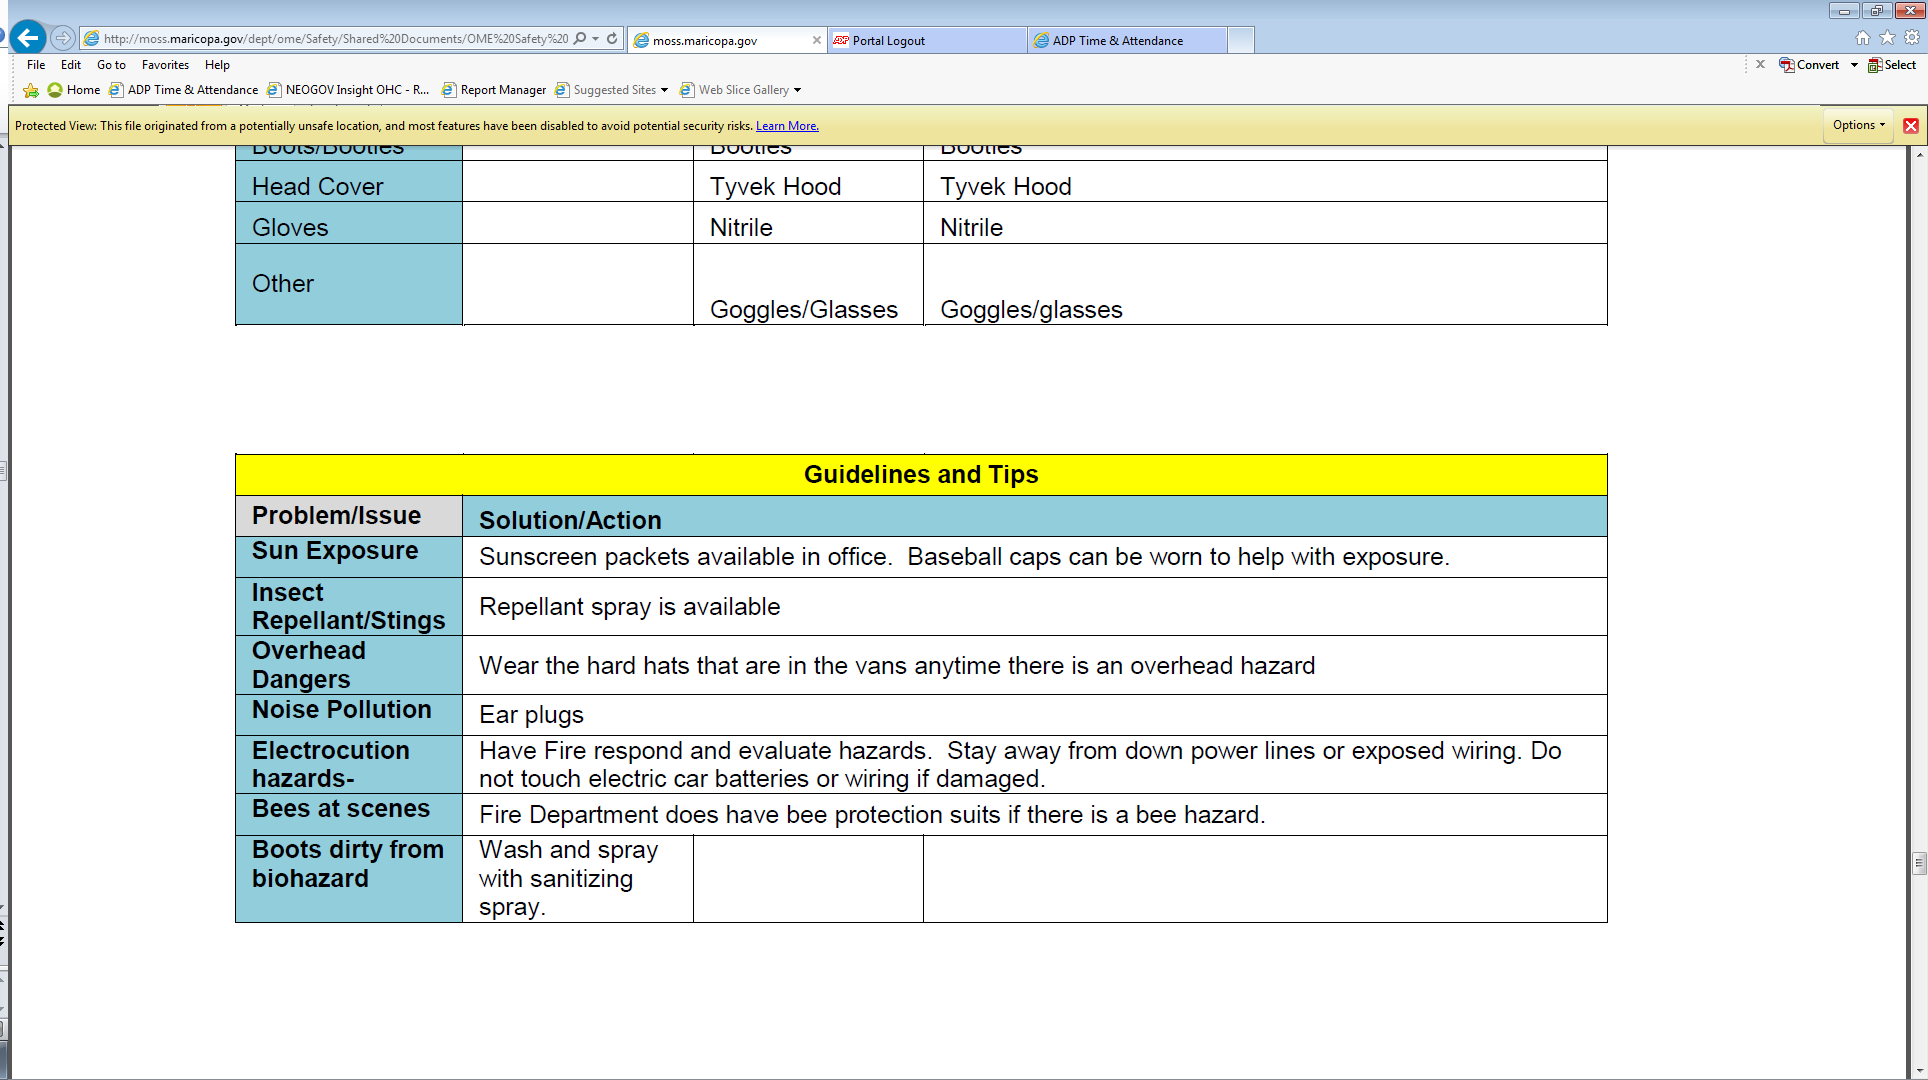 http://moss.maricopa.gov/dept/ome/Safety/Shared%20Documents/OME%20Safety%20
moss.maricopa.gov
Portal Logout
ADP Time & Attendance
File Edit Go to Favorites Help
Convert Select
Home ADP Time & Attendance NEOGOV Insight OHC - R... Report Manager Suggested Sites Web Slice Gallery
Protected View: This file originated from a potentially unsafe location, and most features have been disabled to avoid potential security risks. Learn More.
Options
Boots/Booties Booties Booties
Head Cover Tyvek Hood Tyvek Hood
Gloves Nitrile Nitrile
Other
Goggles/Glasses Goggles/glasses
Guidelines and Tips
Problem/Issue Solution/Action
Sun Exposure Sunscreen packets available in office.  Baseball caps can be worn to help with exposure.
Insect
Repellant/Stings
Repellant spray is available
Overhead
Dangers
Wear the hard hats that are in the vans anytime there is an overhead hazard
Noise Pollution Ear plugs
Electrocution
hazards-
Have Fire respond and evaluate hazards.  Stay away from down power lines or exposed wiring. Do
not touch electric car batteries or wiring if damaged.
Bees at scenes Fire Department does have bee protection suits if there is a bee hazard.
Boots dirty from
biohazard
Wash and spray
with sanitizing
spray.